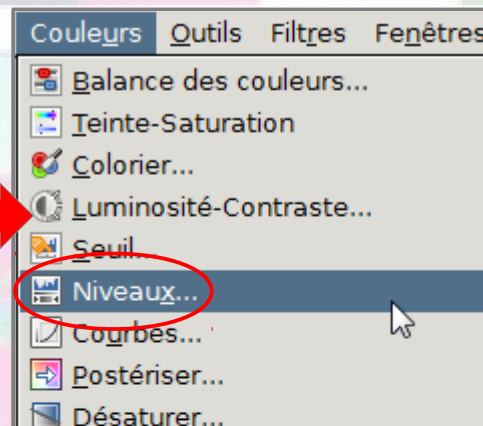 Couleurs Outils Filtres Fenêtres
Balance des couleurs...
Teinte-Saturation
Colorier...
Luminosité-Contraste...
Seuil...
Niveaux...
Courbes...
Postériser...
Désaturer...